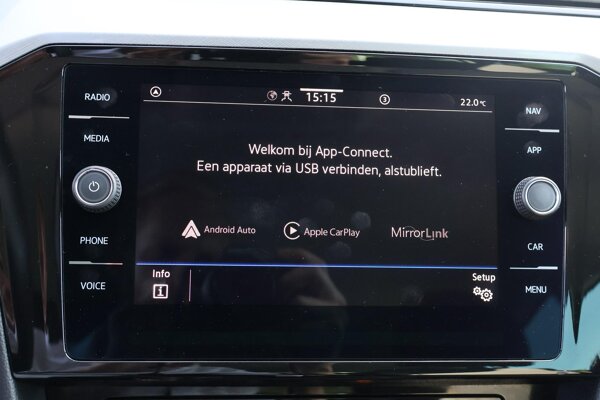 RADIO
MEDIA
PHONE
VOICE
15:15
3
22.0°C
Welkom bij App-Connect.
Een apparaat via USB verbinden, alstublieft.
Android Auto
Apple CarPlay
MirrorLink
Info
Setup
i
NAV
APP
CAR
MENU